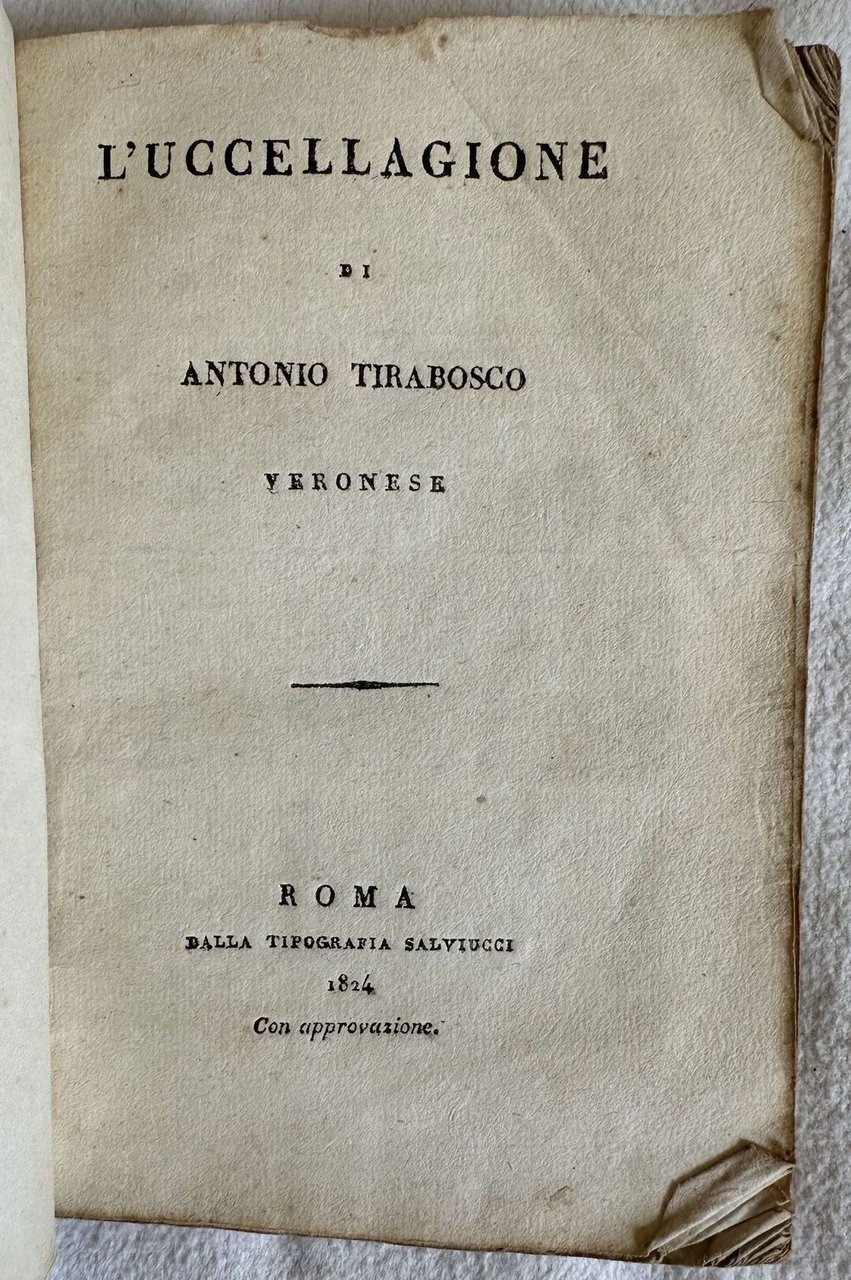 L'UCCELLAGIONE
DI
ANTONIO TIRABOSCO
VERONESE
ROMA
DALLA TIPOGRAFIA SALVIUCCI
1824
Con approvazione.